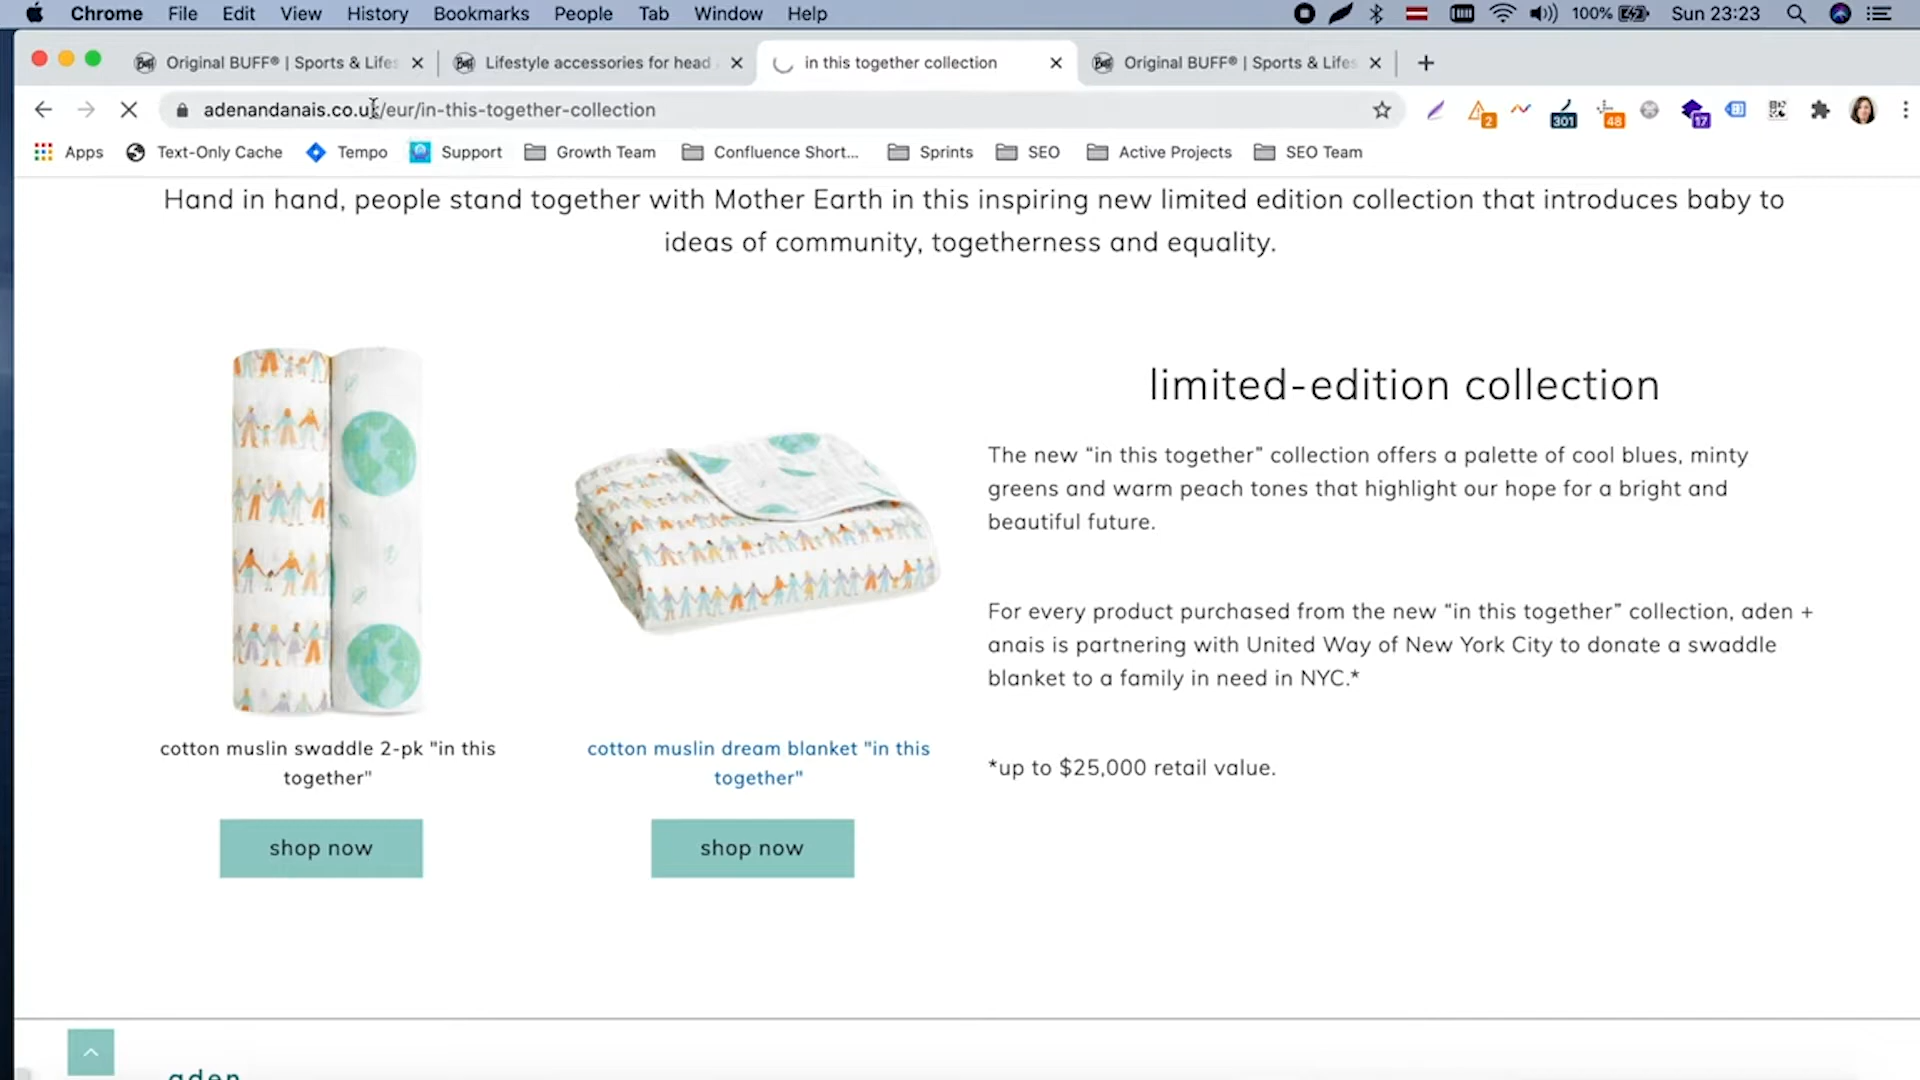 Chrome File Edit View History Bookmarks People Tab Window Help 100% Sun 23:23
Original BUFF® | Sports & Lifes Lifestyle accessories for head in this together collection Original BUFF® | Sports & Lifes
adenandanais.co.uk/eur/in-this-together-collection 2 301 48 17
Apps Text-Only Cache Tempo Support Growth Team Confluence Short... Sprints SEO Active Projects SEO Team
Hand in hand, people stand together with Mother Earth in this inspiring new limited edition collection that introduces baby to
ideas of community, togetherness and equality.
limited-edition collection
The new “in this together” collection offers a palette of cool blues, minty
greens and warm peach tones that highlight our hope for a bright and
beautiful future.
For every product purchased from the new “in this together” collection, aden +
anais is partnering with United Way of New York City to donate a swaddle
blanket to a family in need in NYC.*
*up to $25,000 retail value.
cotton muslin swaddle 2-pk "in this
together"
shop now
cotton muslin dream blanket "in this
together"
shop now
aden